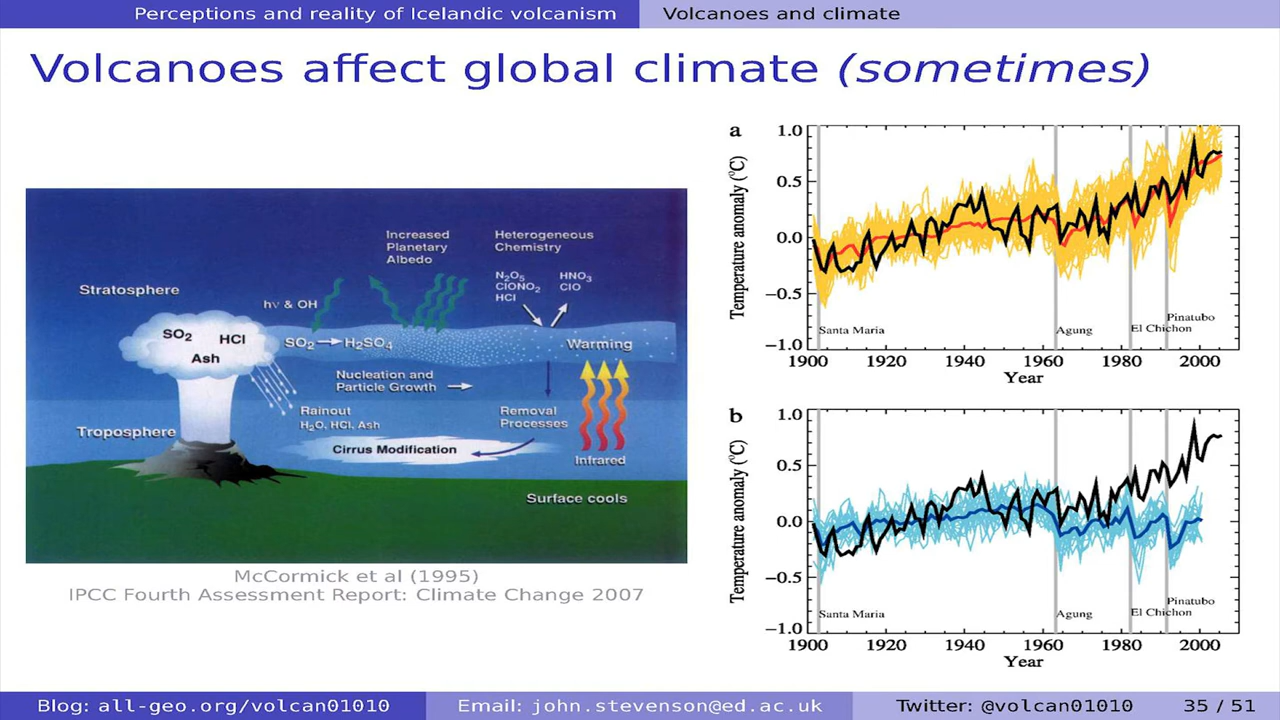 Perceptions and reality of Icelandic volcanism
Volcanoes and climate
Volcanoes affect global climate (sometimes)
Stratosphere
SO2 HCl
Ash
Troposphere
hν & OH
SO2 → H2SO4
Increased
Planetary
Albedo
Heterogeneous
Chemistry
N2O5
ClONO2
HCl
HNO3
ClO
Warming
Nucleation and
Particle Growth →
Rainout
H2O, HCl, Ash
Removal
Processes
Cirrus Modification
Infrared
Surface cools
McCormick et al (1995)
IPCC Fourth Assessment Report: Climate Change 2007
a
Temperature anomaly (°C)
1.0
0.5
0.0
−0.5
−1.0
Santa Maria
Agung
El Chichon
Pinatubo
1900 1920 1940 1960 1980 2000
Year
b
Temperature anomaly (°C)
1.0
0.5
0.0
−0.5
−1.0
Santa Maria
Agung
El Chichon
Pinatubo
1900 1920 1940 1960 1980 2000
Year
Blog: all-geo.org/volcan01010
Email: john.stevenson@ed.ac.uk
Twitter: @volcan01010
35 / 51